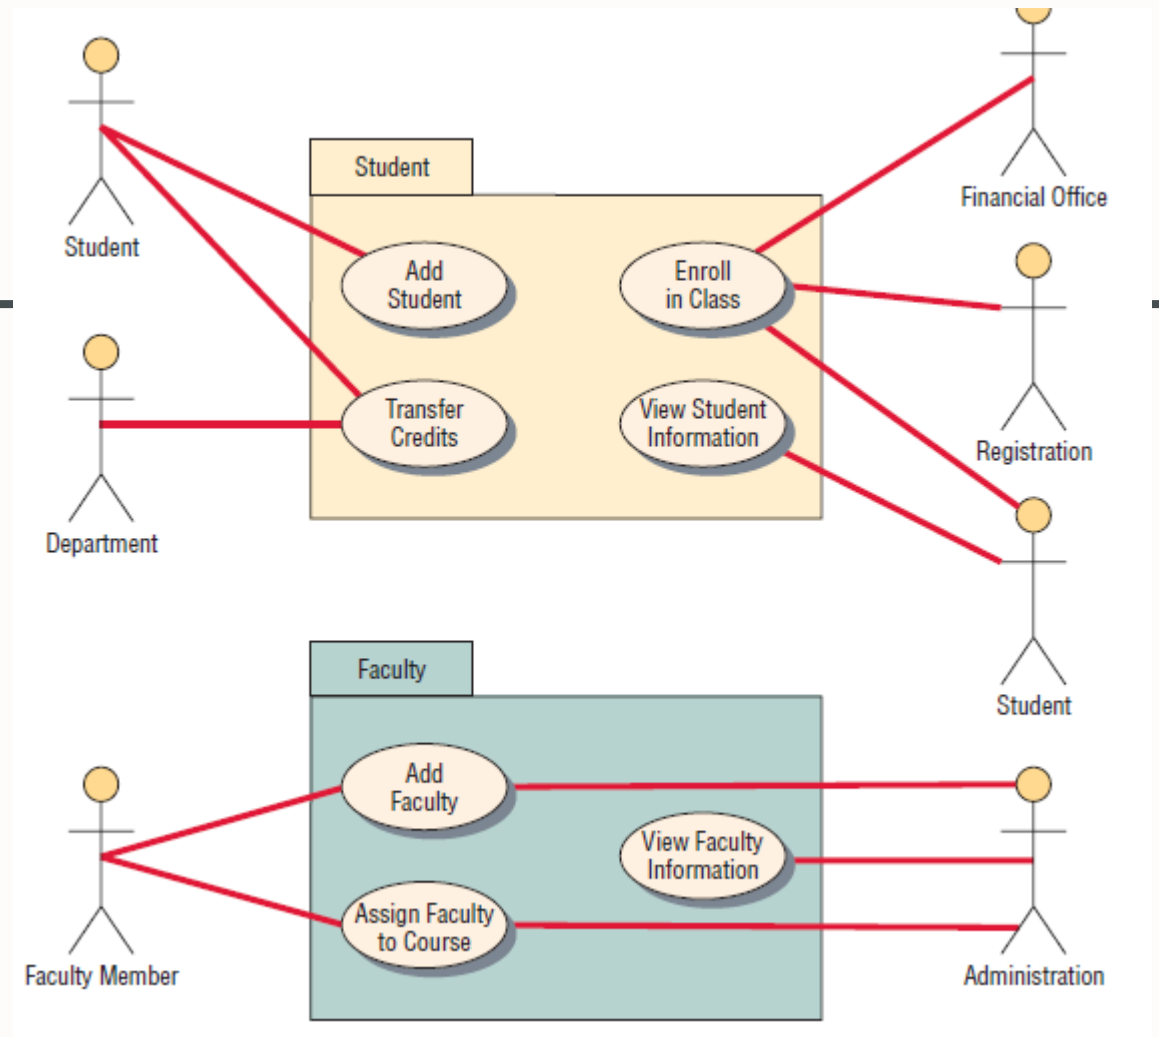 Student
Financial Office
Student
Add
Student
Enroll
in Class
Transfer
Credits
View Student
Information
Registration
Department
Student
Faculty
Add
Faculty
View Faculty
Information
Assign Faculty
to Course
Faculty Member
Administration